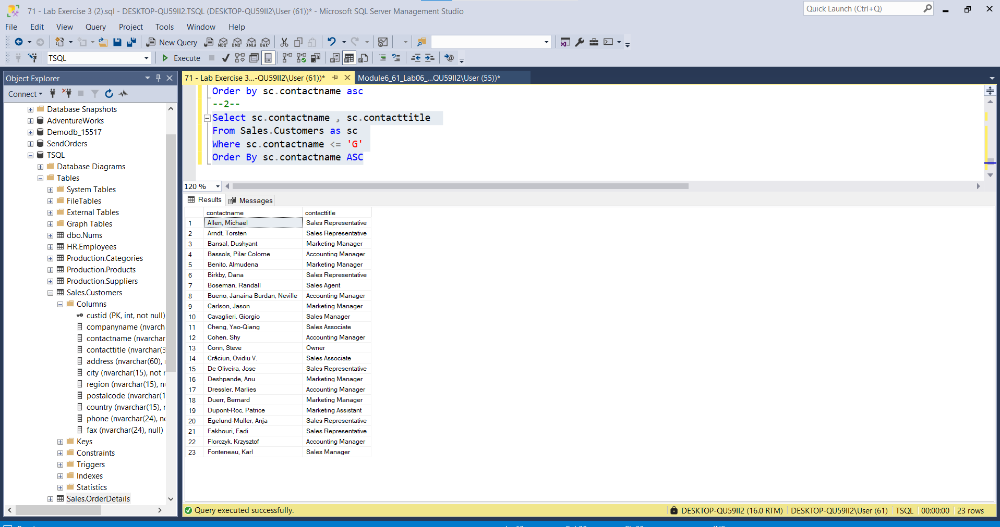 71 - Lab Exercise 3 (2).sql - DESKTOP-QU59II2.TSQL (DESKTOP-QU59II2\User (61))* - Microsoft SQL Server Management Studio
Quick Launch (Ctrl+Q)
File Edit View Query Project Tools Window Help
New Query MDX DMX XMLA DAX
TSQL Execute
Object Explorer
Connect
Database Snapshots
AdventureWorks
Demodb_15517
SendOrders
TSQL
Database Diagrams
Tables
System Tables
FileTables
External Tables
Graph Tables
dbo.Nums
HR.Employees
Production.Categories
Production.Products
Production.Suppliers
Sales.Customers
Columns
custid (PK, int, not null)
companyname (nvarch
contactname (nvarchar
contacttitle (nvarchar(3
address (nvarchar(60),
city (nvarchar(15), not
region (nvarchar(15),
postalcode (nvarchar(1
country (nvarchar(15),
phone (nvarchar(24),
fax (nvarchar(24), null)
Keys
Constraints
Triggers
Indexes
Statistics
Sales.OrderDetails
71 - Lab Exercise 3...-QU59II2\User (61))* Module6_61_Lab06_...QU59II2\User (55))*
Order by sc.contactname asc
--2--
Select sc.contactname , sc.contacttitle
From Sales.Customers as sc
Where sc.contactname <= 'G'
Order By sc.contactname ASC
120 %
Results Messages
contactname contacttitle
1 Allen, Michael Sales Representative
2 Arndt, Torsten Sales Representative
3 Bansal, Dushyant Marketing Manager
4 Bassols, Pilar Colome Accounting Manager
5 Benito, Almudena Marketing Manager
6 Birkby, Dana Sales Representative
7 Boseman, Randall Sales Agent
8 Bueno, Janaina Burdan, Neville Accounting Manager
9 Carlson, Jason Marketing Manager
10 Cavaglieri, Giorgio Sales Manager
11 Cheng, Yao-Qiang Sales Associate
12 Cohen, Shy Accounting Manager
13 Conn, Steve Owner
14 Crăciun, Ovidiu V. Sales Associate
15 De Oliveira, Jose Sales Representative
16 Deshpande, Anu Marketing Manager
17 Dressler, Marlies Accounting Manager
18 Duerr, Bernard Marketing Manager
19 Dupont-Roc, Patrice Marketing Assistant
20 Egelund-Muller, Anja Sales Representative
21 Fakhouri, Fadi Sales Representative
22 Florczyk, Krzysztof Accounting Manager
23 Fonteneau, Karl Sales Manager
Query executed successfully. DESKTOP-QU59II2 (16.0 RTM) DESKTOP-QU59II2\User (61) TSQL 00:00:00 23 rows